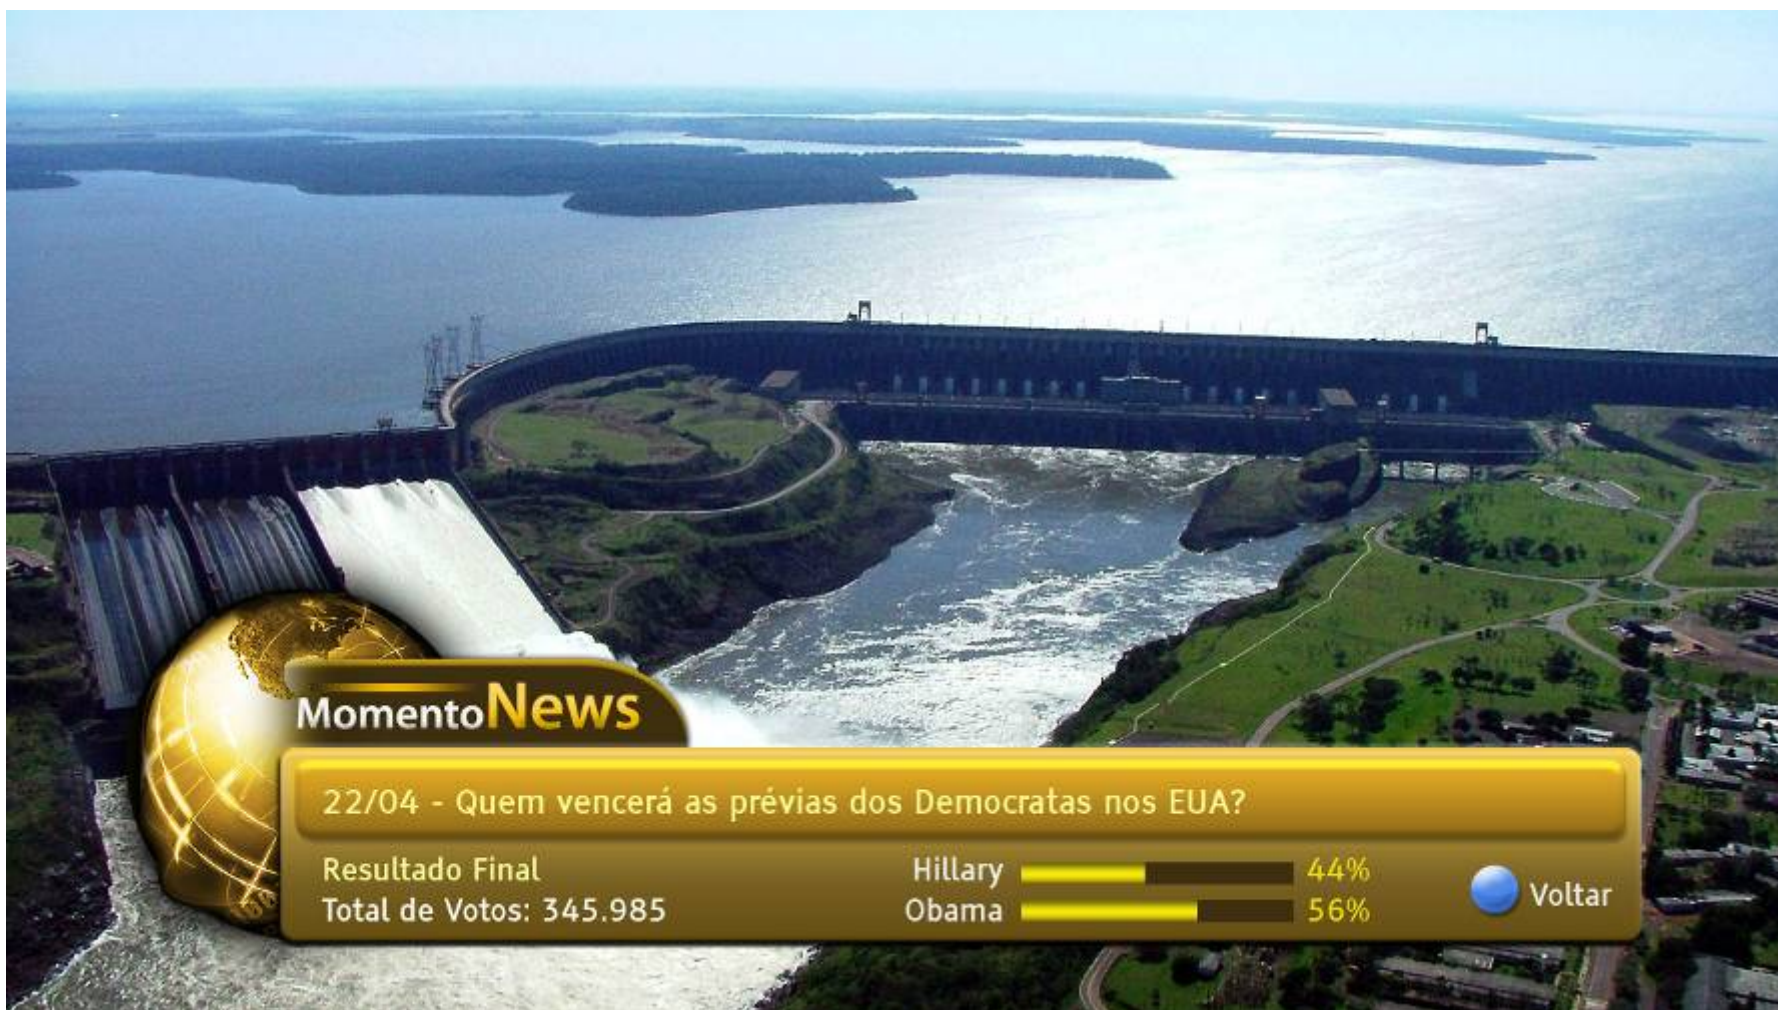 MomentoNews
22/04 - Quem vencerá as prévias dos Democratas nos EUA?
Resultado Final
Total de Votos: 345.985
Hillary 44%
Obama 56%
Voltar